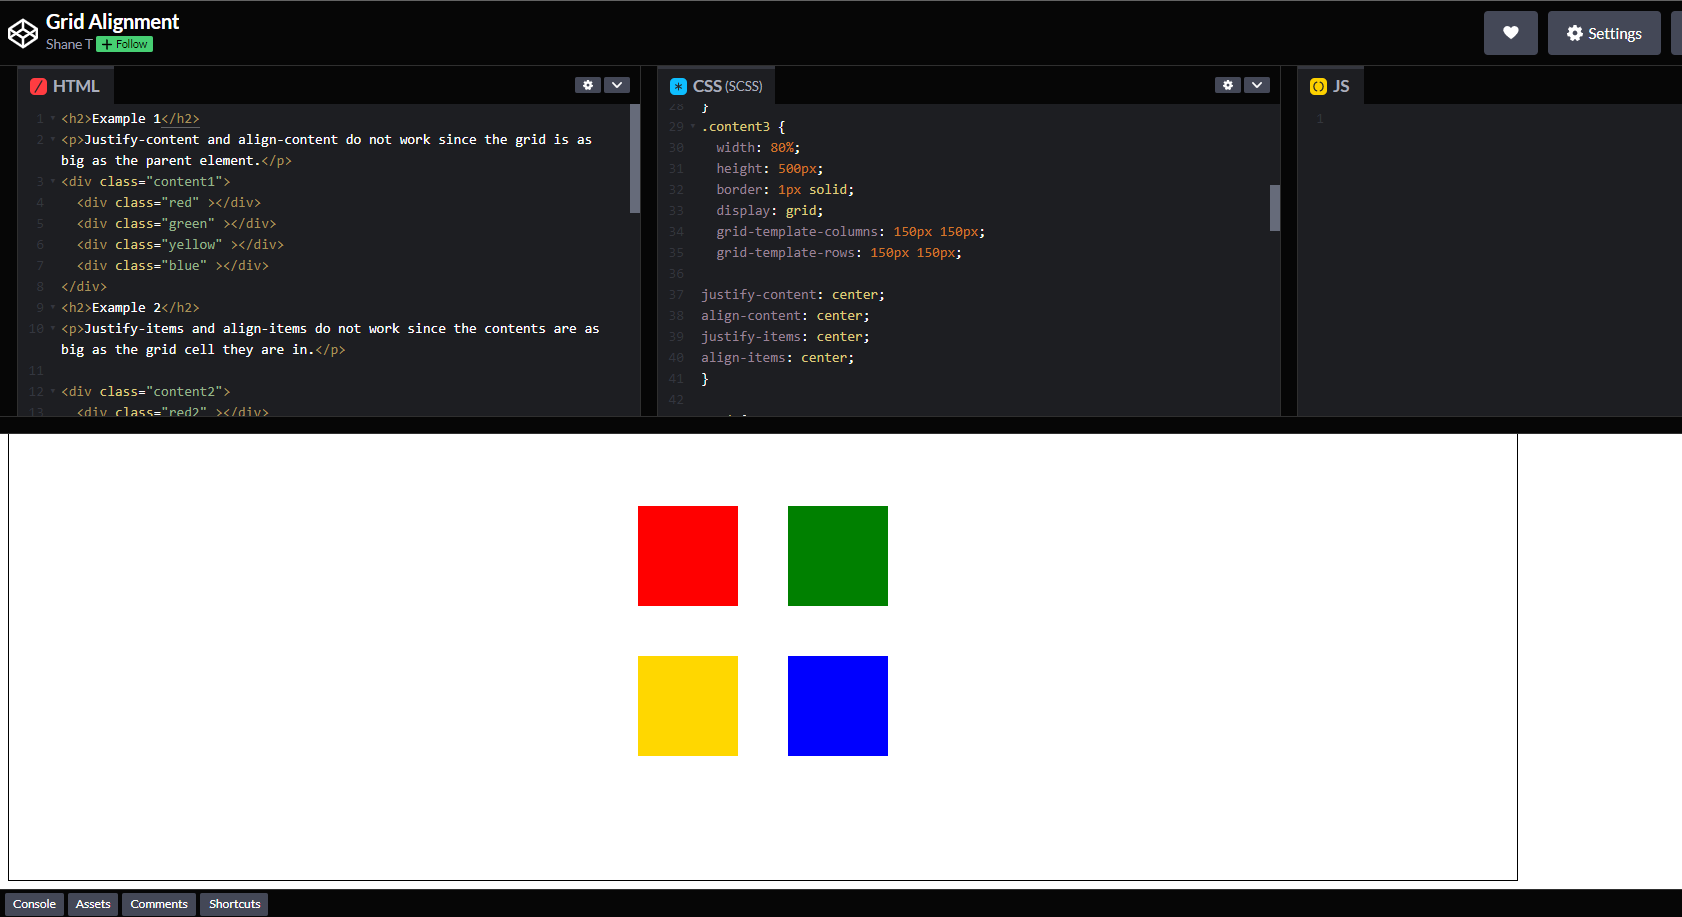 Grid Alignment
Shane T + Follow
Settings
HTML
1 <h2>Example 1</h2>
2 <p>Justify-content and align-content do not work since the grid is as
big as the parent element.</p>
3 <div class="content1">
4 <div class="red" ></div>
5 <div class="green" ></div>
6 <div class="yellow" ></div>
7 <div class="blue" ></div>
8 </div>
9 <h2>Example 2</h2>
10 <p>Justify-items and align-items do not work since the contents are as
big as the grid cell they are in.</p>
11
12 <div class="content2">
13 <div class="red2" ></div>
CSS (SCSS)
28 }
29 .content3 {
30 width: 80%;
31 height: 500px;
32 border: 1px solid;
33 display: grid;
34 grid-template-columns: 150px 150px;
35 grid-template-rows: 150px 150px;
36
37 justify-content: center;
38 align-content: center;
39 justify-items: center;
40 align-items: center;
41 }
42
JS
1
Console Assets Comments Shortcuts